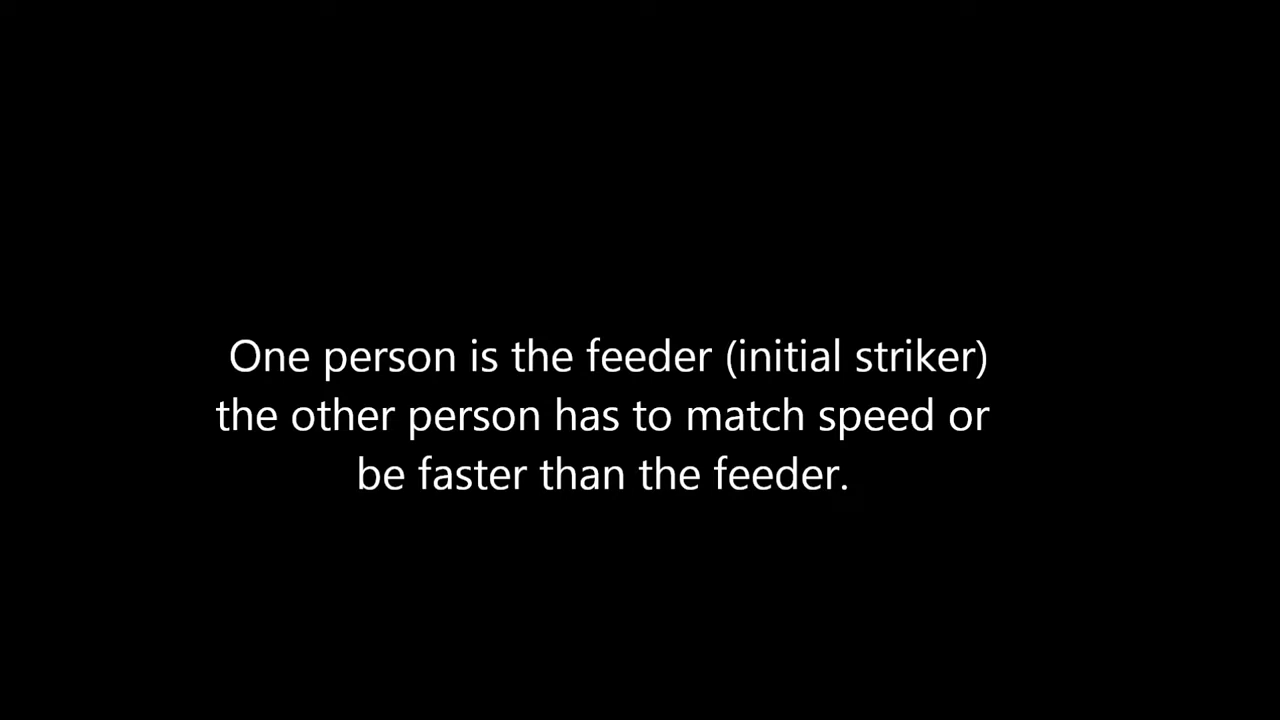 One person is the feeder (initial striker)
the other person has to match speed or
be faster than the feeder.